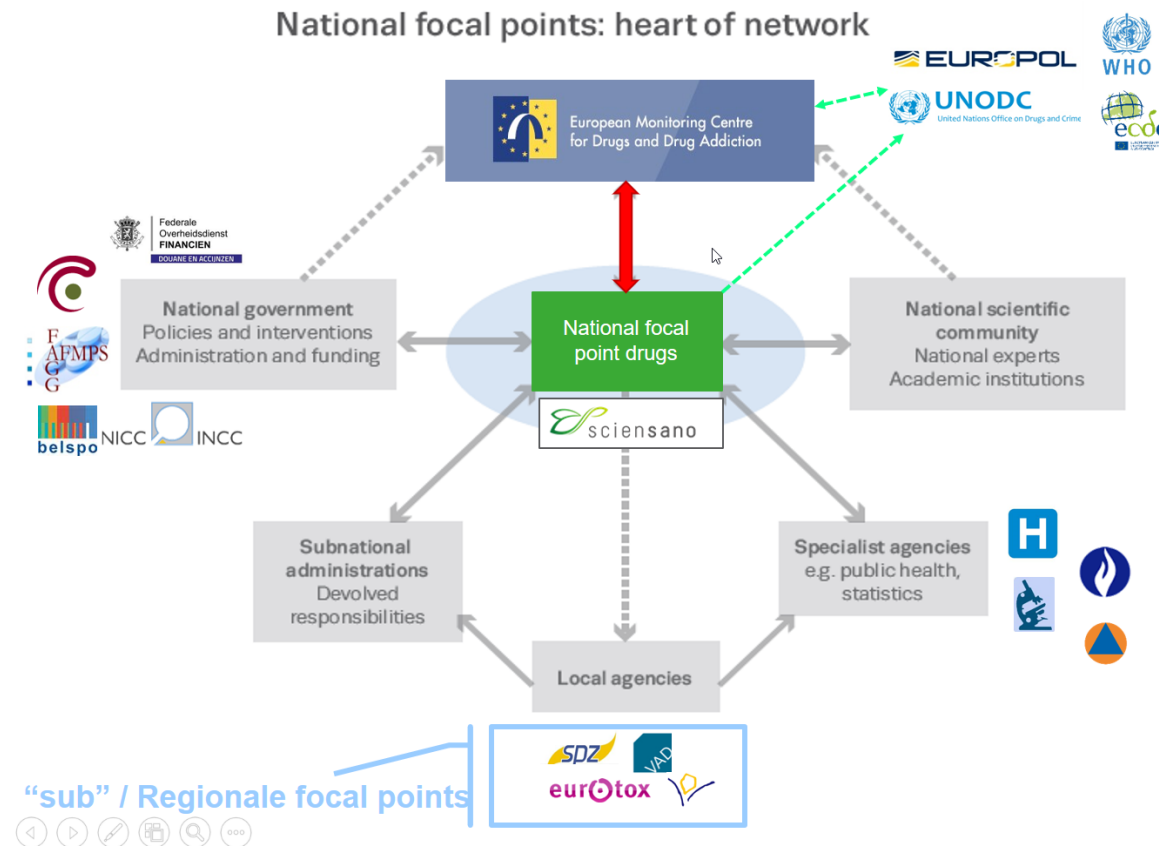 National focal points: heart of network
EUROPOL
WHO
European Monitoring Centre
for Drugs and Drug Addiction
UNODC
United Nations Office on Drugs and Crime
Federale
Overheidsdienst
FINANCIEN
DOUANE EN ACCIJNZEN
National government
Policies and interventions
Administration and funding
National focal
point drugs
National scientific
community
National experts
Academic institutions
F
AFMPS
G
G
belspo
NICC
INCC
sciensano
Subnational
administrations
Devolved
responsibilities
Specialist agencies
e.g. public health,
statistics
H
Local agencies
spz
VAD
eurotox
“sub” / Regionale focal points